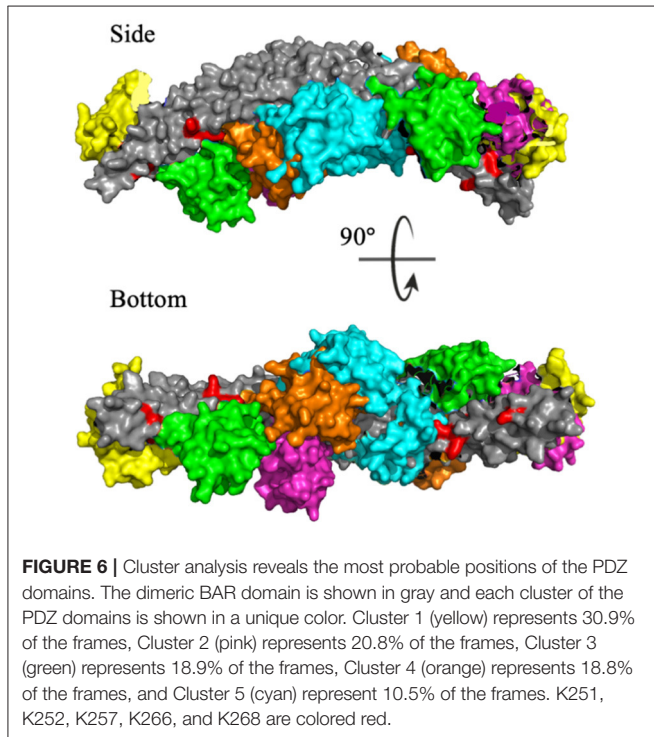 Side
90°
Bottom
FIGURE 6 | Cluster analysis reveals the most probable positions of the PDZ
domains. The dimeric BAR domain is shown in gray and each cluster of the
PDZ domains is shown in a unique color. Cluster 1 (yellow) represents 30.9%
of the frames, Cluster 2 (pink) represents 20.8% of the frames, Cluster 3
(green) represents 18.9% of the frames, Cluster 4 (orange) represents 18.8%
of the frames, and Cluster 5 (cyan) represent 10.5% of the frames. K251,
K252, K257, K266, and K268 are colored red.